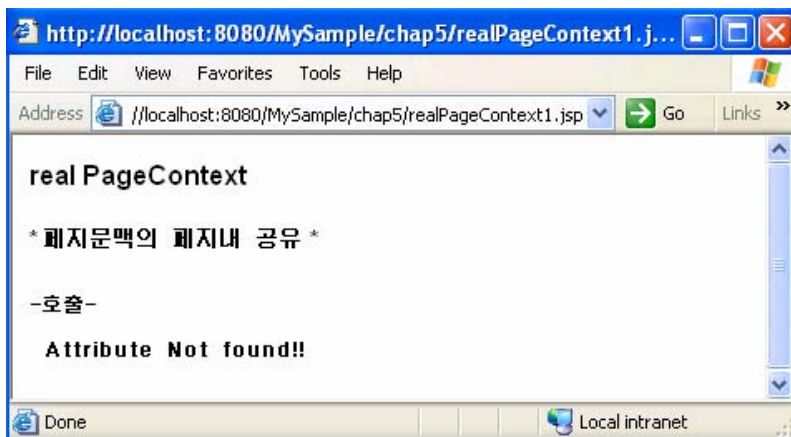 http://localhost:8080/MySample/chap5/realPageContext1.j...
File Edit View Favorites Tools Help
Address //localhost:8080/MySample/chap5/realPageContext1.jsp Go Links »
real PageContext
*페지문맥의 페지내 공유 *
-호출-
Attribute Not found!!
Done Local intranet